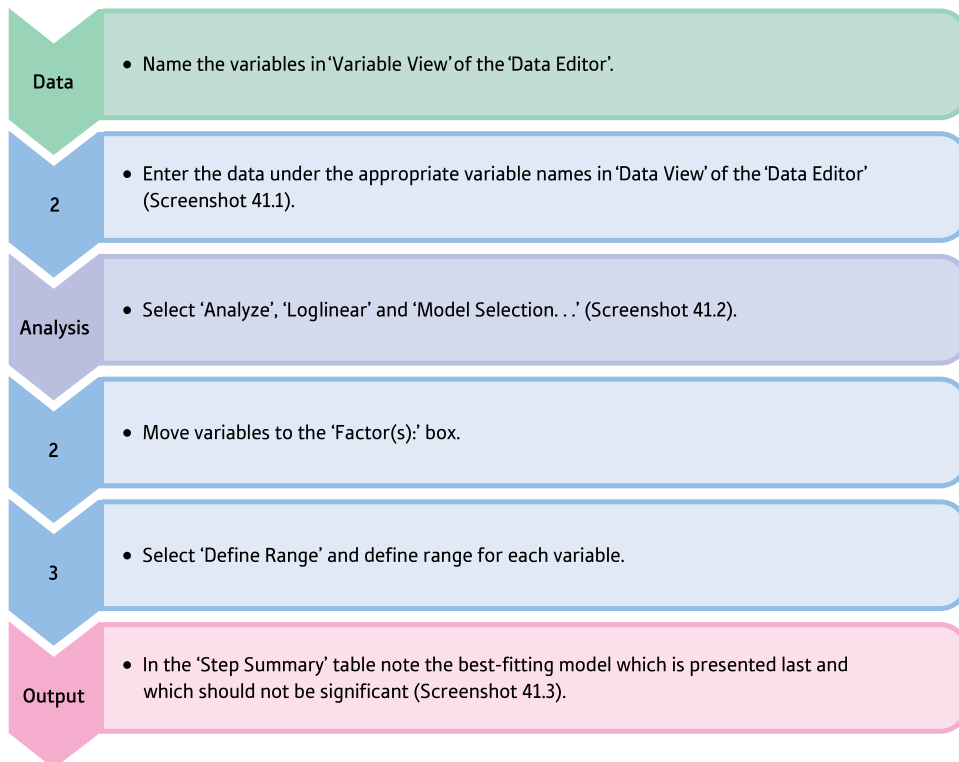 Data
• Name the variables in ‘Variable View’ of the ‘Data Editor’.
2
• Enter the data under the appropriate variable names in ‘Data View’ of the ‘Data Editor’
(Screenshot 41.1).
Analysis
• Select ‘Analyze’, ‘Loglinear’ and ‘Model Selection. . .’ (Screenshot 41.2).
2
• Move variables to the ‘Factor(s):’ box.
3
• Select ‘Define Range’ and define range for each variable.
Output
• In the ‘Step Summary’ table note the best-fitting model which is presented last and
which should not be significant (Screenshot 41.3).